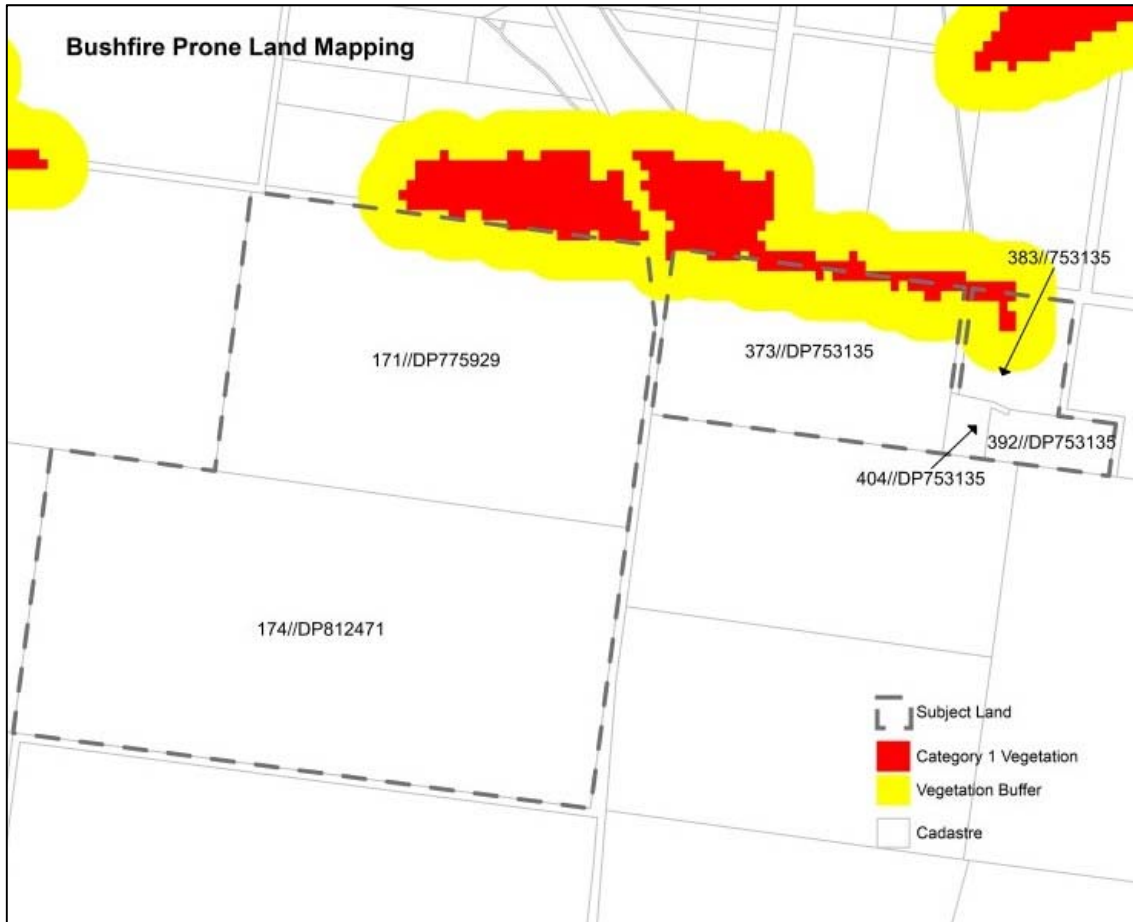 Bushfire Prone Land Mapping
383//753135
373//DP753135
171//DP775929
392//DP753135
404//DP753135
174//DP812471
Subject Land
Category 1 Vegetation
Vegetation Buffer
Cadastre